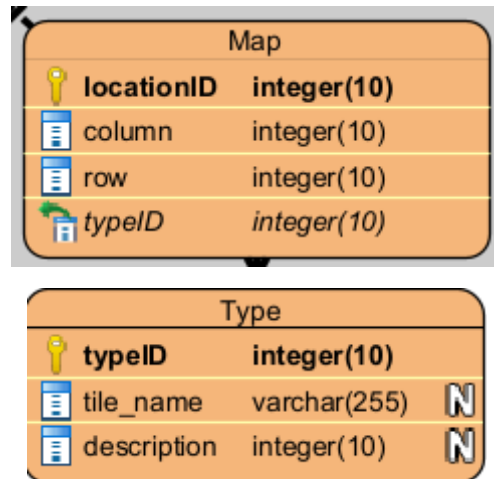 Map
locationID integer(10)
column integer(10)
row integer(10)
typeID integer(10)
Type
typeID integer(10)
tile_name varchar(255) N
description integer(10) N